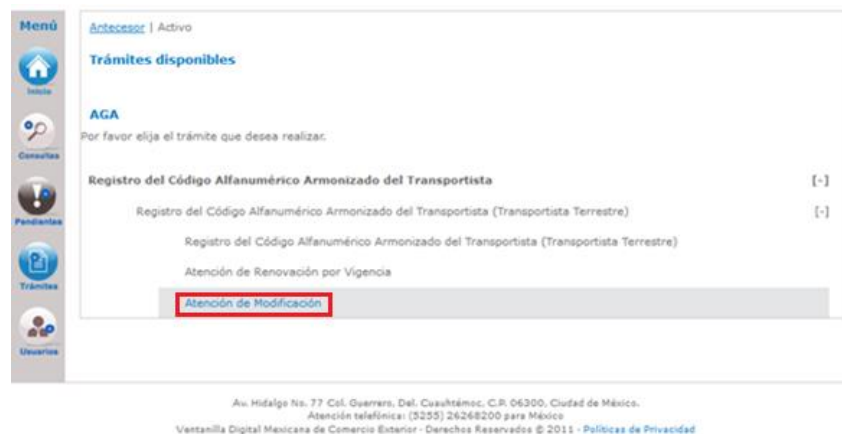 Menú
Antecesor | Activo
Trámites disponibles
Inicio
AGA
Por favor elija el trámite que desea realizar.
Consultas
Registro del Código Alfanumérico Armonizado del Transportista [-]
Pendientes
Registro del Código Alfanumérico Armonizado del Transportista (Transportista Terrestre) [-]
Registro del Código Alfanumérico Armonizado del Transportista (Transportista Terrestre)
Atención de Renovación por Vigencia
Trámites
Atención de Modificación
Usuarios
Av. Hidalgo No. 77 Col. Guerrero, Del. Cuauhtémoc, C.P. 06300, Ciudad de México.
Atención telefónica: (5255) 26268200 para México
Ventanilla Digital Mexicana de Comercio Exterior - Derechos Reservados © 2011 - Políticas de Privacidad